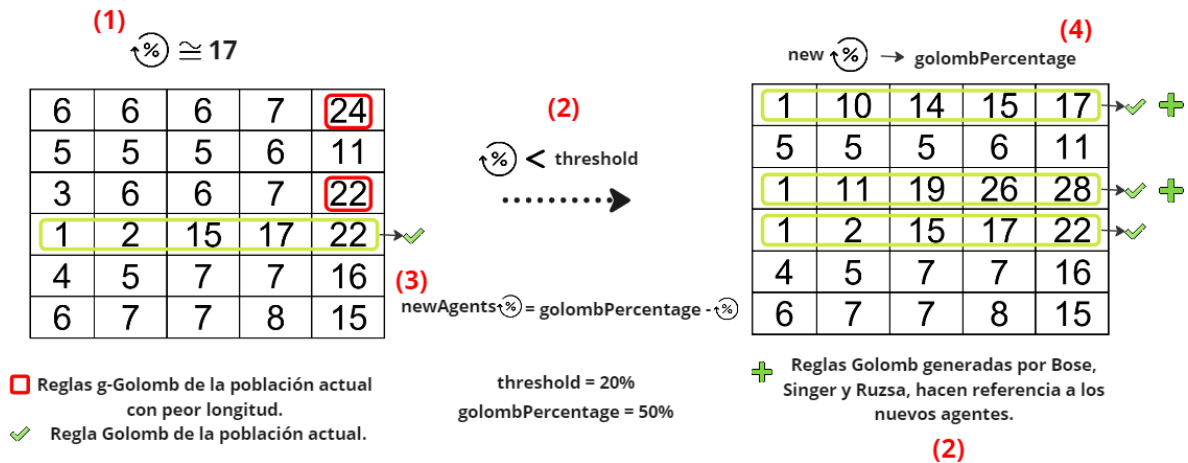 (1)
% ≅ 17
6 6 6 7 24
5 5 5 6 11
3 6 6 7 22
1 2 15 17 22
4 5 7 7 16
6 7 7 8 15
Reglas g-Golomb de la población actual
con peor longitud.
Regla Golomb de la población actual.
(2)
% < threshold
(3)
newAgents % = golombPercentage - %
threshold = 20%
golombPercentage = 50%
(4)
new % → golombPercentage
1 10 14 15 17
5 5 5 6 11
1 11 19 26 28
1 2 15 17 22
4 5 7 7 16
6 7 7 8 15
Reglas Golomb generadas por Bose,
Singer y Ruzsa, hacen referencia a los
nuevos agentes.
(2)